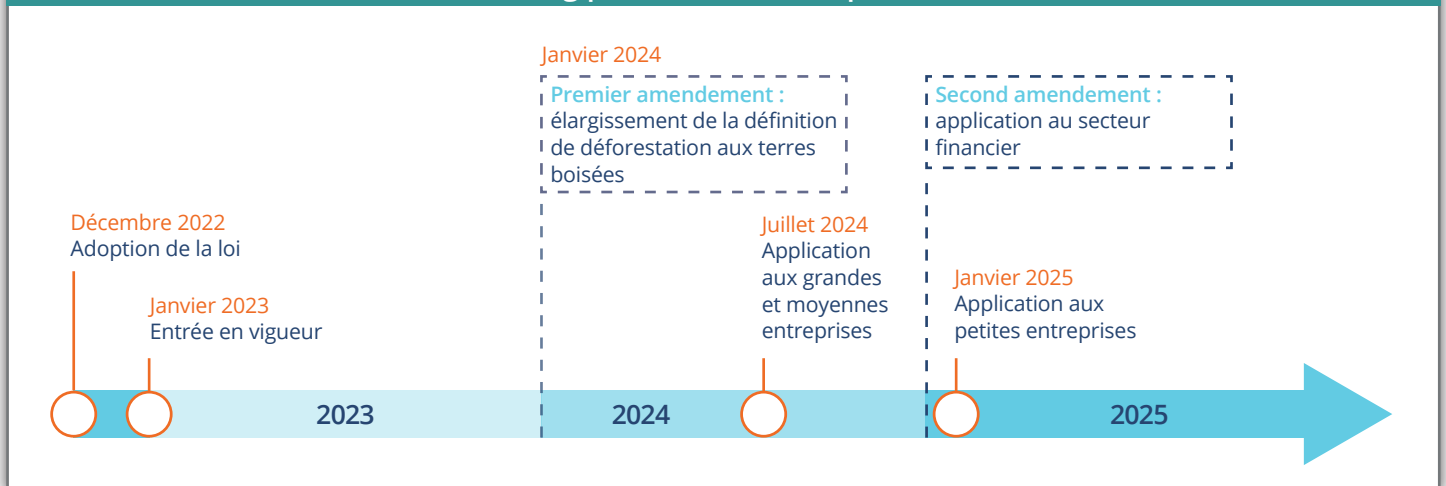 Janvier 2024
Premier amendement :
élargissement de la définition
de déforestation aux terres
boisées
Second amendement :
application au secteur
financier
Décembre 2022
Adoption de la loi
Janvier 2023
Entrée en vigueur
Juillet 2024
Application
aux grandes
et moyennes
entreprises
Janvier 2025
Application aux
petites entreprises
2023
2024
2025